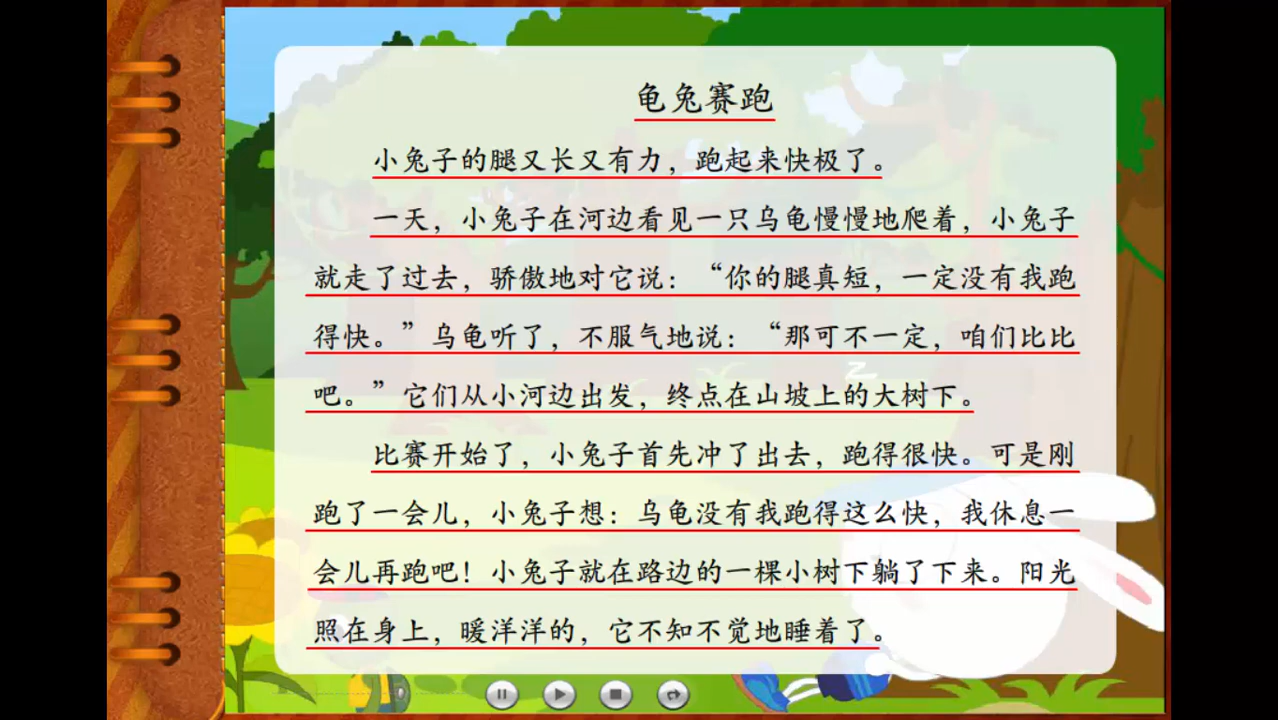 龟兔赛跑
小兔子的腿又长又有力，跑起来快极了。
一天，小兔子在河边看见一只乌龟慢慢地爬着，小兔子
就走了过去，骄傲地对它说：“你的腿真短，一定没有我跑
得快。”乌龟听了，不服气地说：“那可不一定，咱们比比
吧。”它们从小河边出发，终点在山坡上的大树下。
比赛开始了，小兔子首先冲了出去，跑得很快。可是刚
跑了一会儿，小兔子想：乌龟没有我跑得这么快，我休息一
会儿再跑吧！小兔子就在路边的一棵小树下躺了下来。阳光
照在身上，暖洋洋的，它不知不觉地睡着了。
z